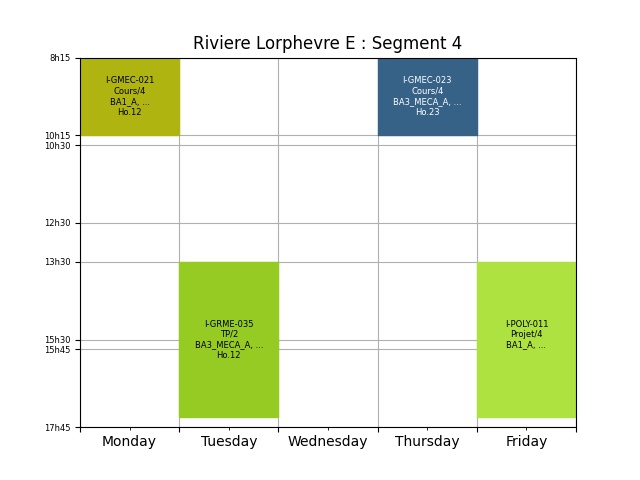 Riviere Lorphevre E : Segment 4
8h15
10h15
10h30
12h30
13h30
15h30
15h45
17h45
I-GMEC-021
Cours/4
BA1_A, ...
Ho.12
I-GRME-035
TP/2
BA3_MECA_A, ...
Ho.12
I-GMEC-023
Cours/4
BA3_MECA_A, ...
Ho.23
I-POLY-011
Projet/4
BA1_A, ...
Monday
Tuesday
Wednesday
Thursday
Friday